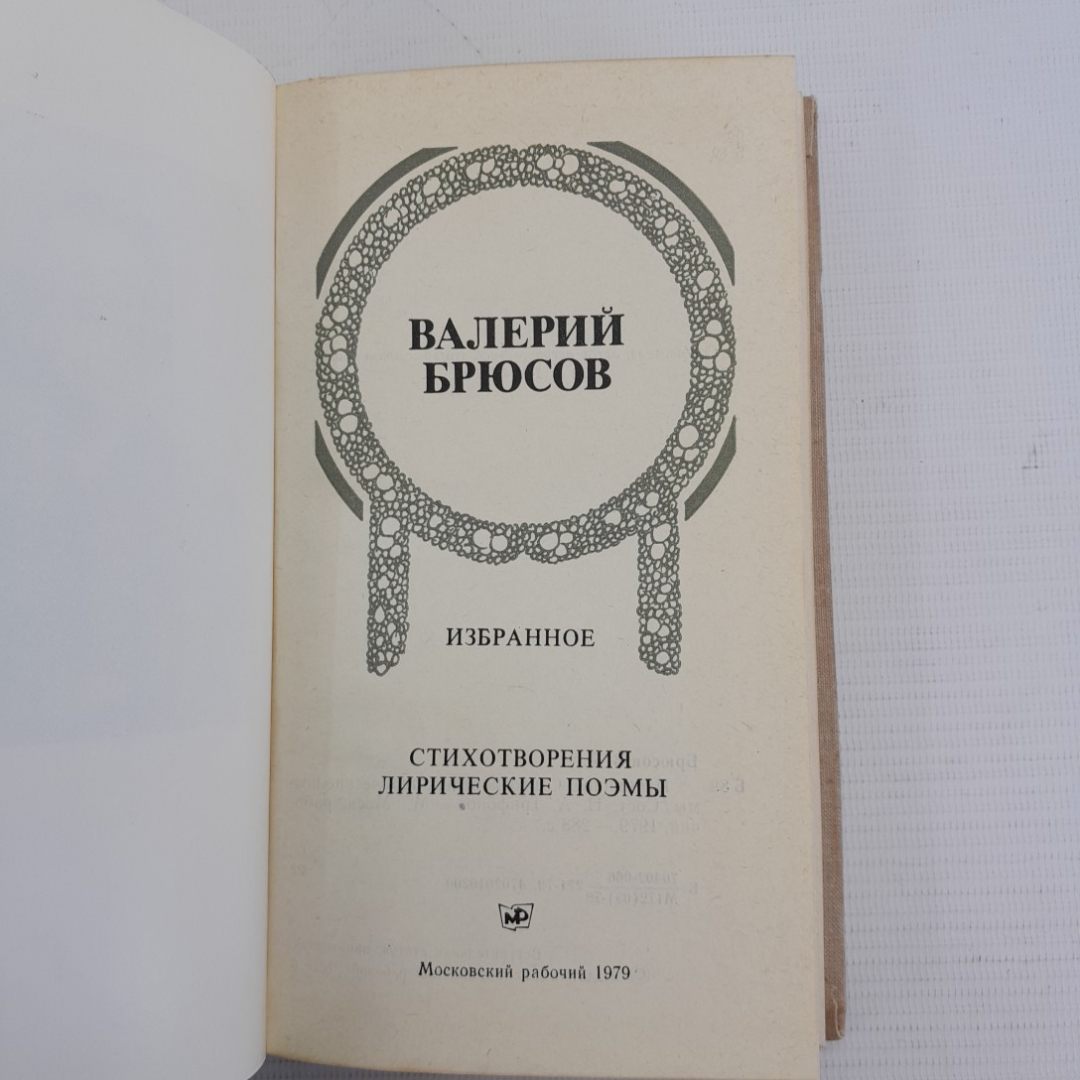 ВАЛЕРИЙ
БРЮСОВ
ИЗБРАННОЕ
СТИХОТВОРЕНИЯ
ЛИРИЧЕСКИЕ ПОЭМЫ
МР
Московский рабочий 1979